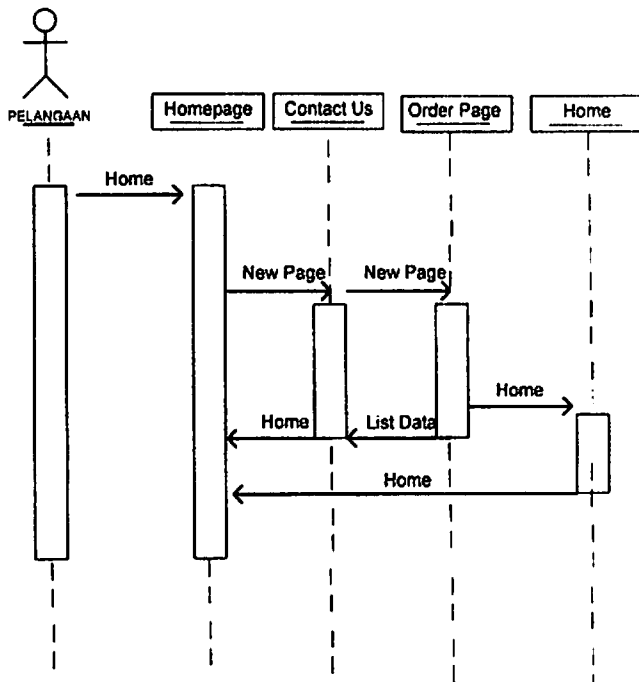 PELANGAAN
Homepage
Contact Us
Order Page
Home
Home
New Page
New Page
Home
Home
List Data
Home